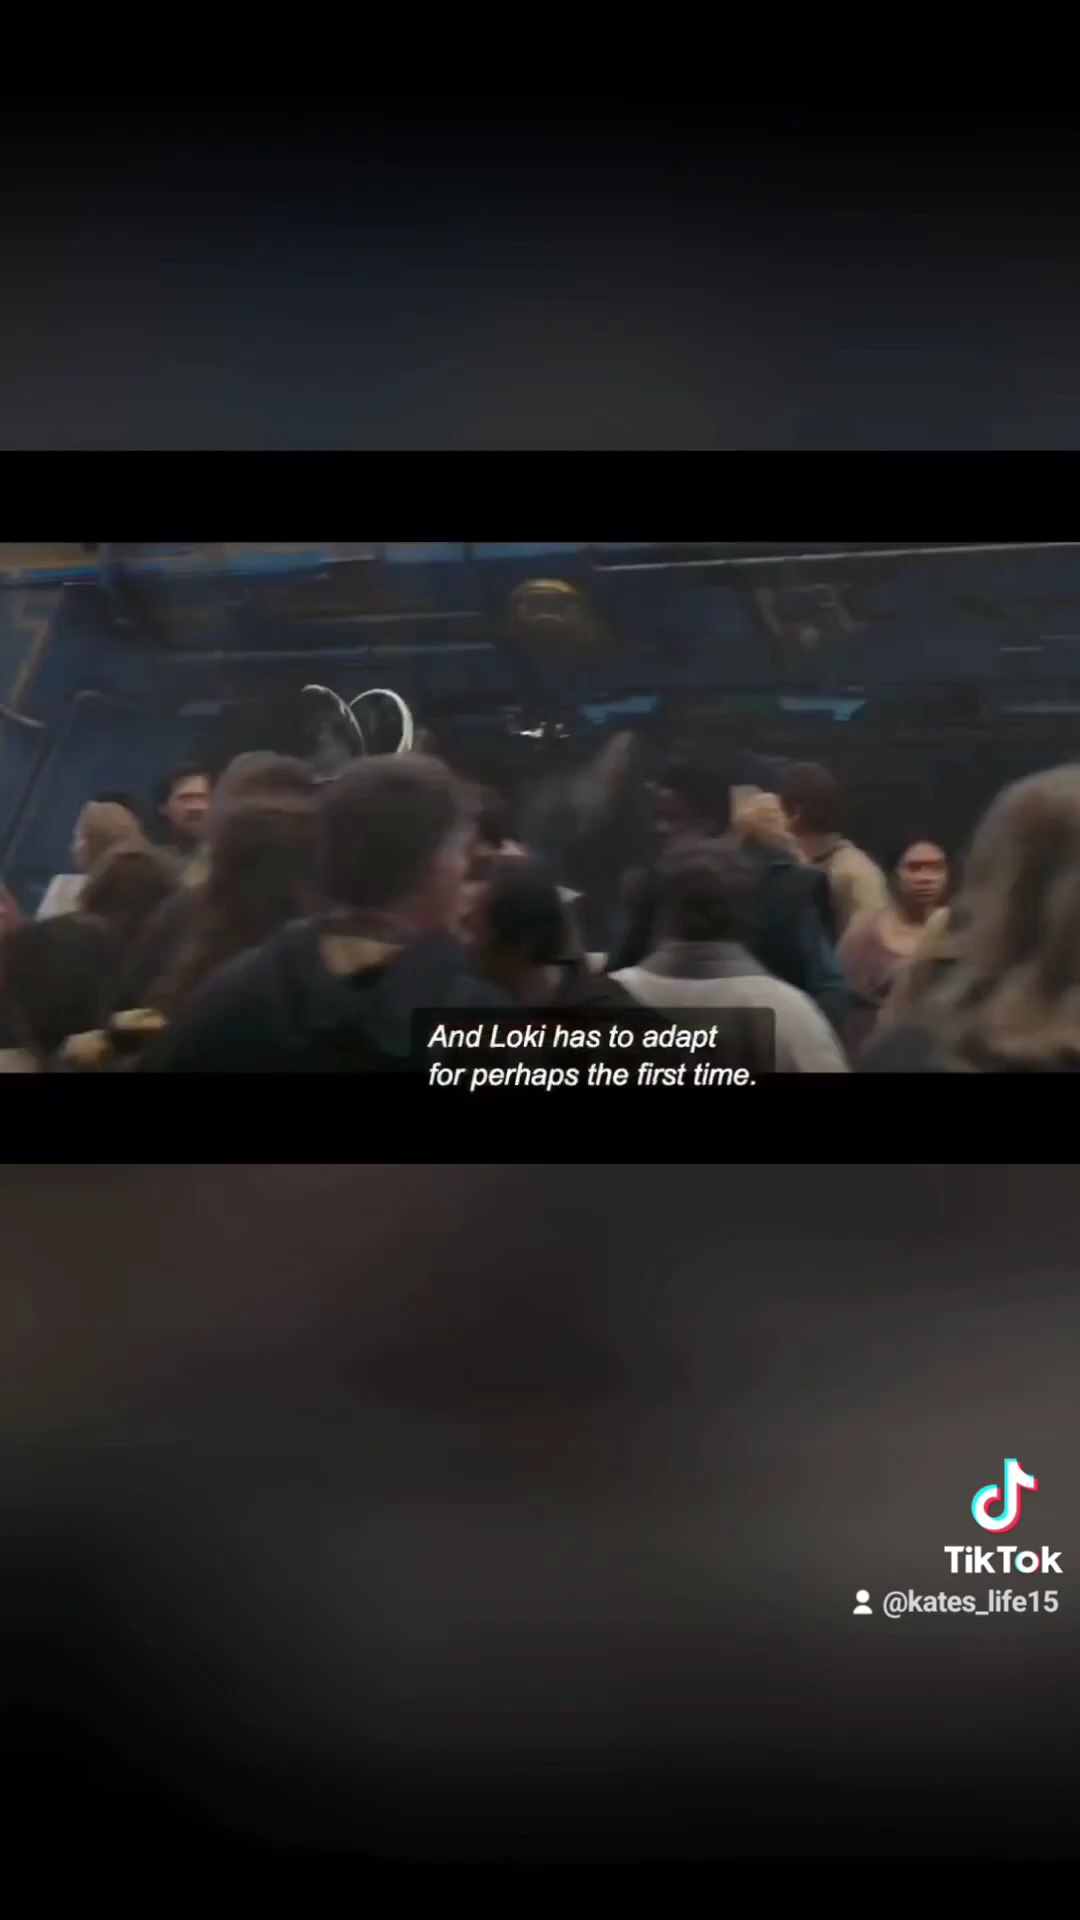 And Loki has to adapt
for perhaps the first time.
TikTok
@kates_life15